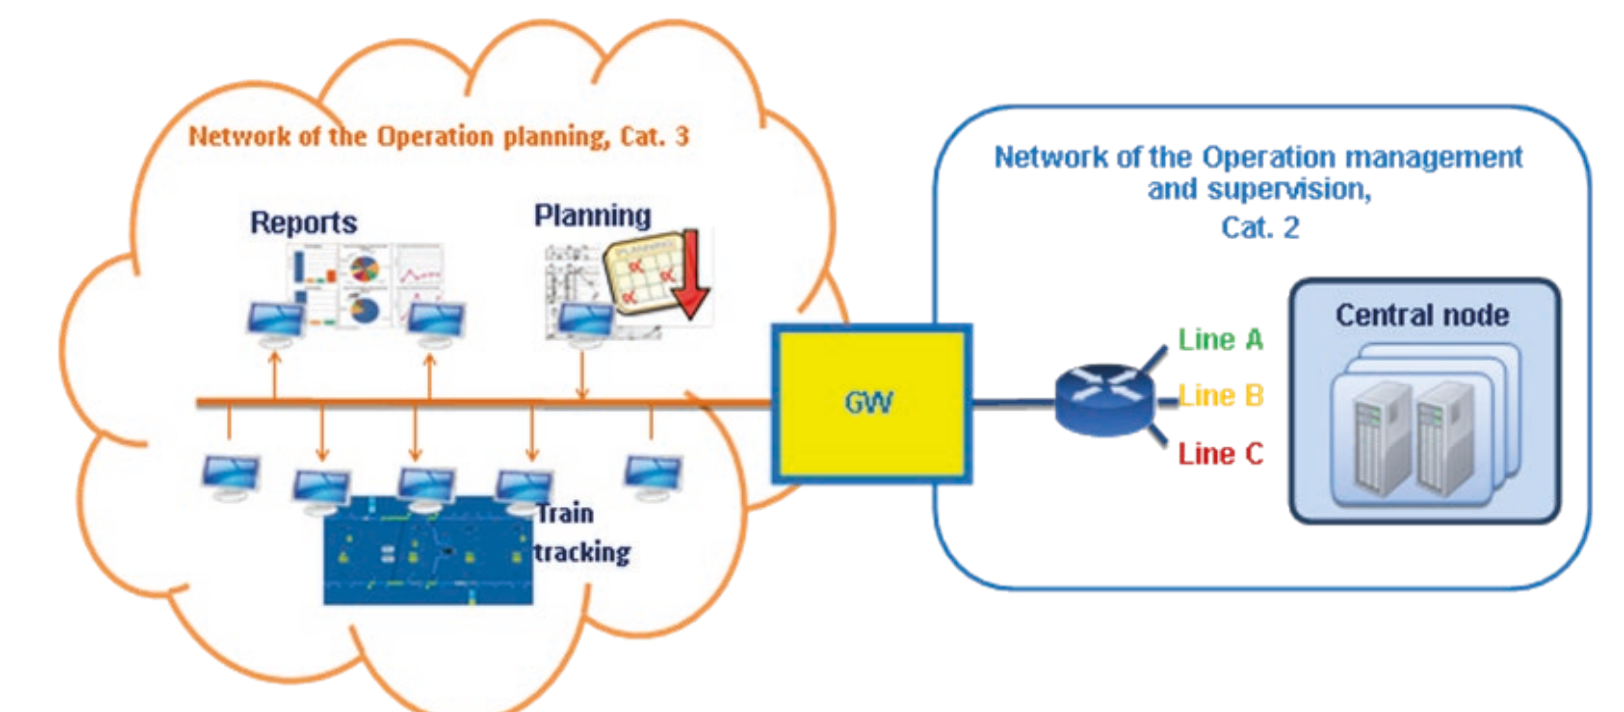 Network of the Operation planning, Cat. 3
Reports
Planning
PLANNING
Train
tracking
GW
Network of the Operation management
and supervision,
Cat. 2
Line A
Line B
Line C
Central node